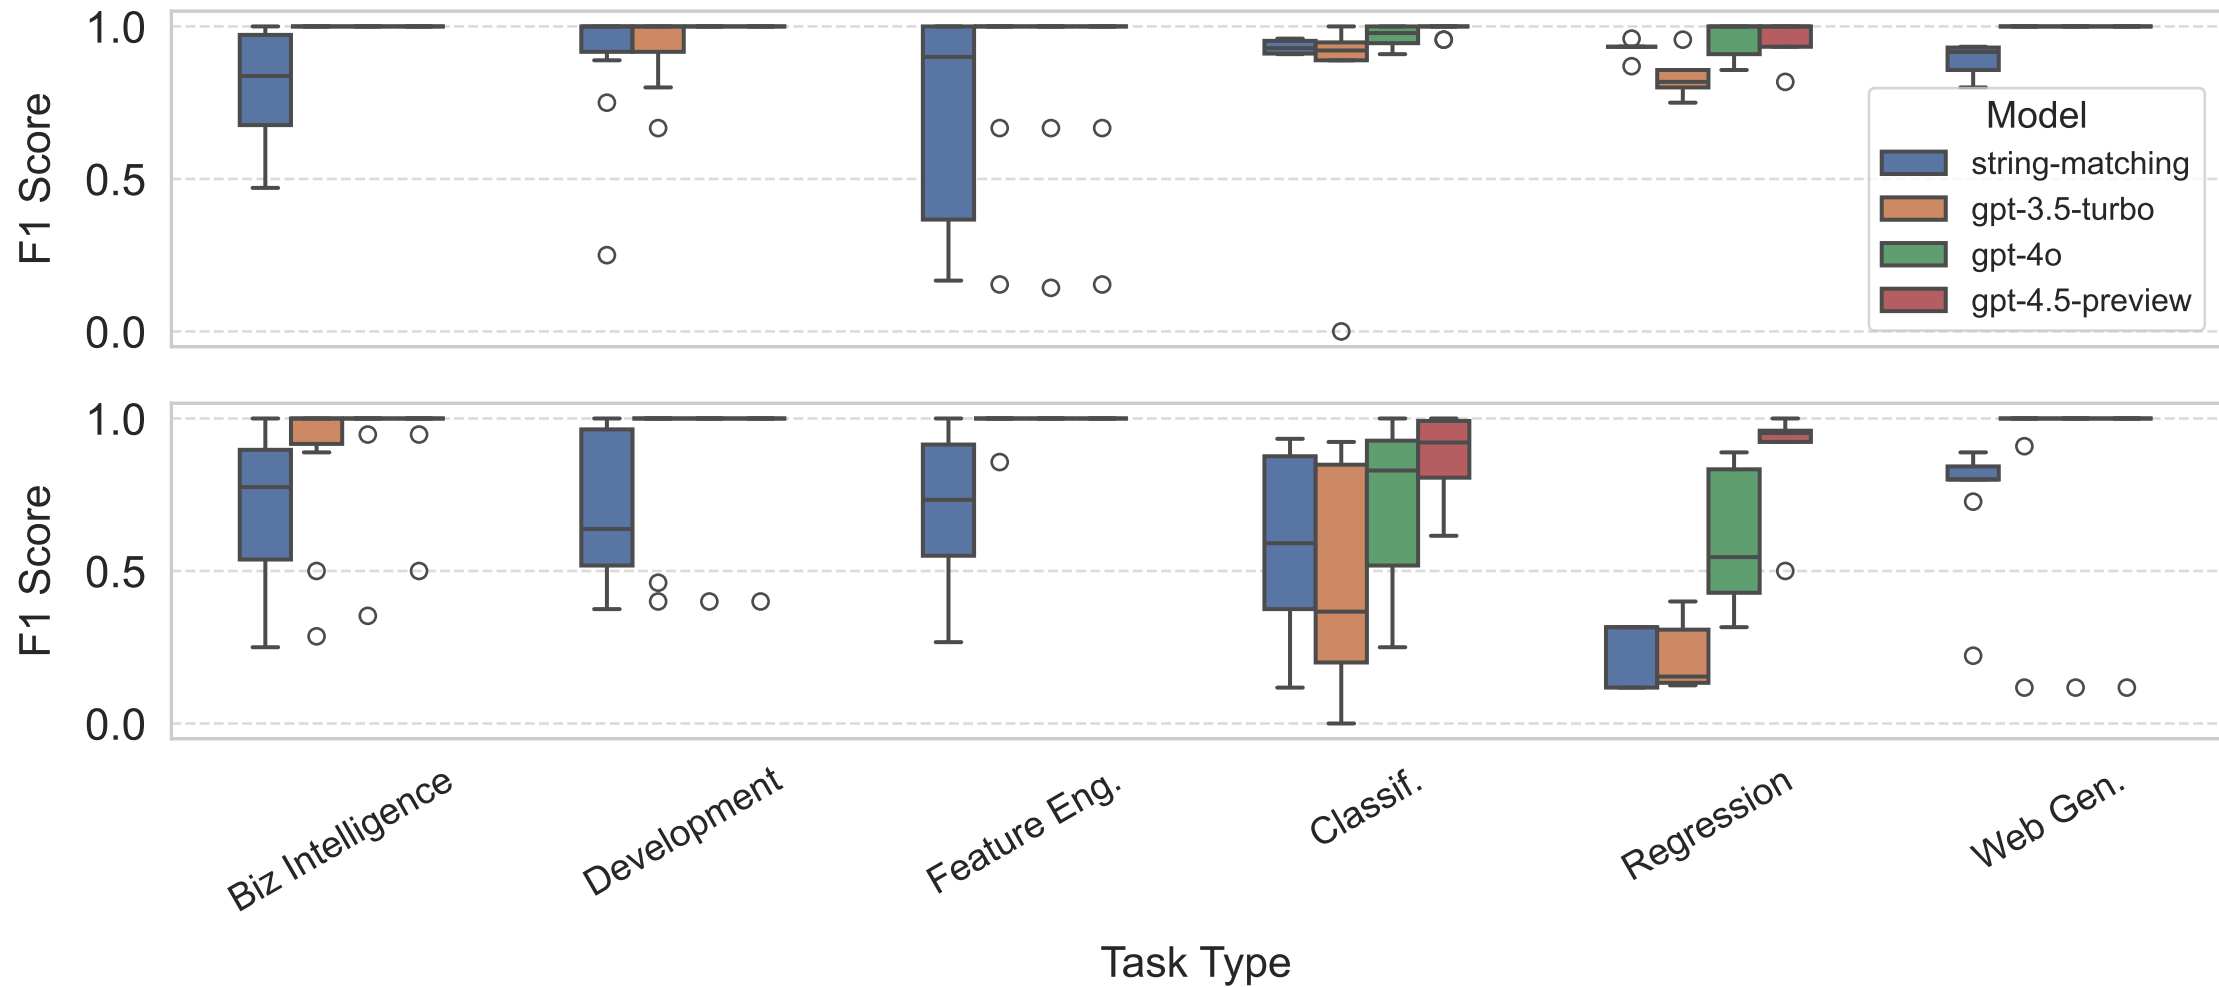 F1 Score
1.0
0.5
0.0
Model
string-matching
gpt-3.5-turbo
gpt-4o
gpt-4.5-preview
F1 Score
1.0
0.5
0.0
Biz Intelligence
Development
Feature Eng.
Classif.
Regression
Web Gen.
Task Type